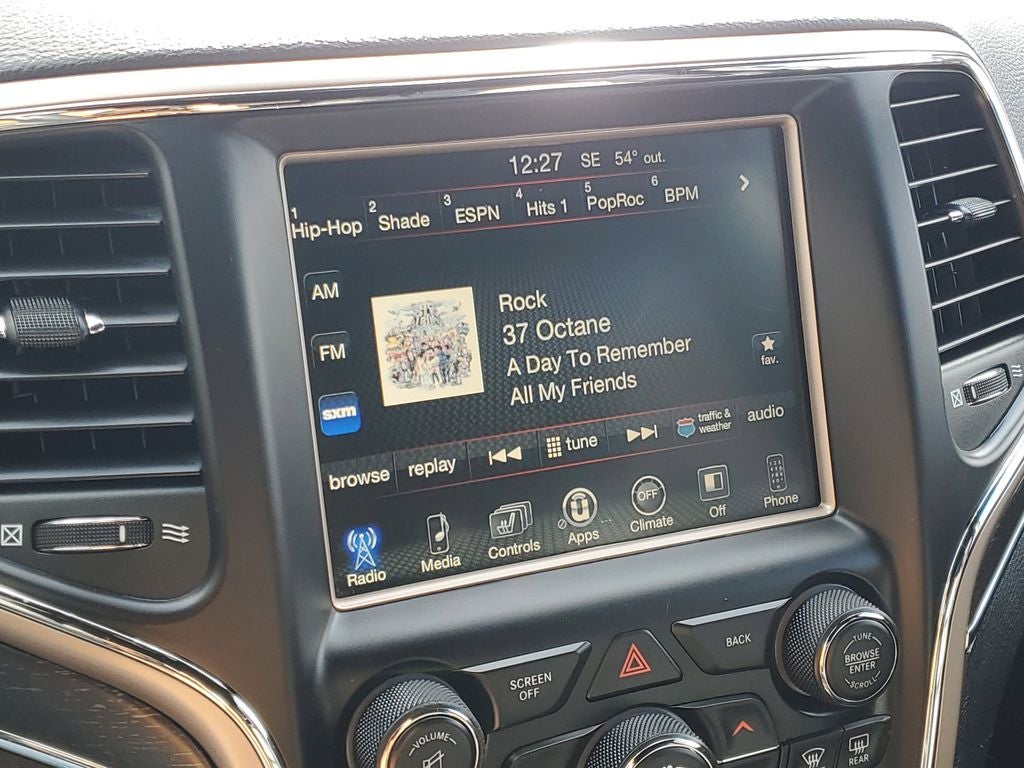 12:27 SE 54° out.
1 Hip-Hop 2 Shade 3 ESPN 4 Hits 1 5 PopRoc 6 BPM
AM
FM
sxm
Rock
37 Octane
A Day To Remember
All My Friends
fav.
browse replay tune traffic & weather audio
Radio Media Controls Apps Climate Off Phone
OFF
SCREEN OFF
BACK
TUNE
BROWSE
ENTER
SCROLL
VOLUME
REAR